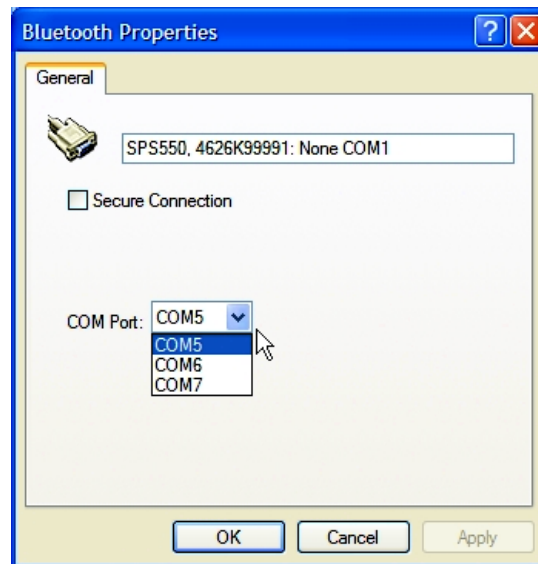 Bluetooth Properties
General
SPS550, 4626K99991: None COM1
Secure Connection
COM Port: COM5
COM5
COM6
COM7
OK Cancel Apply